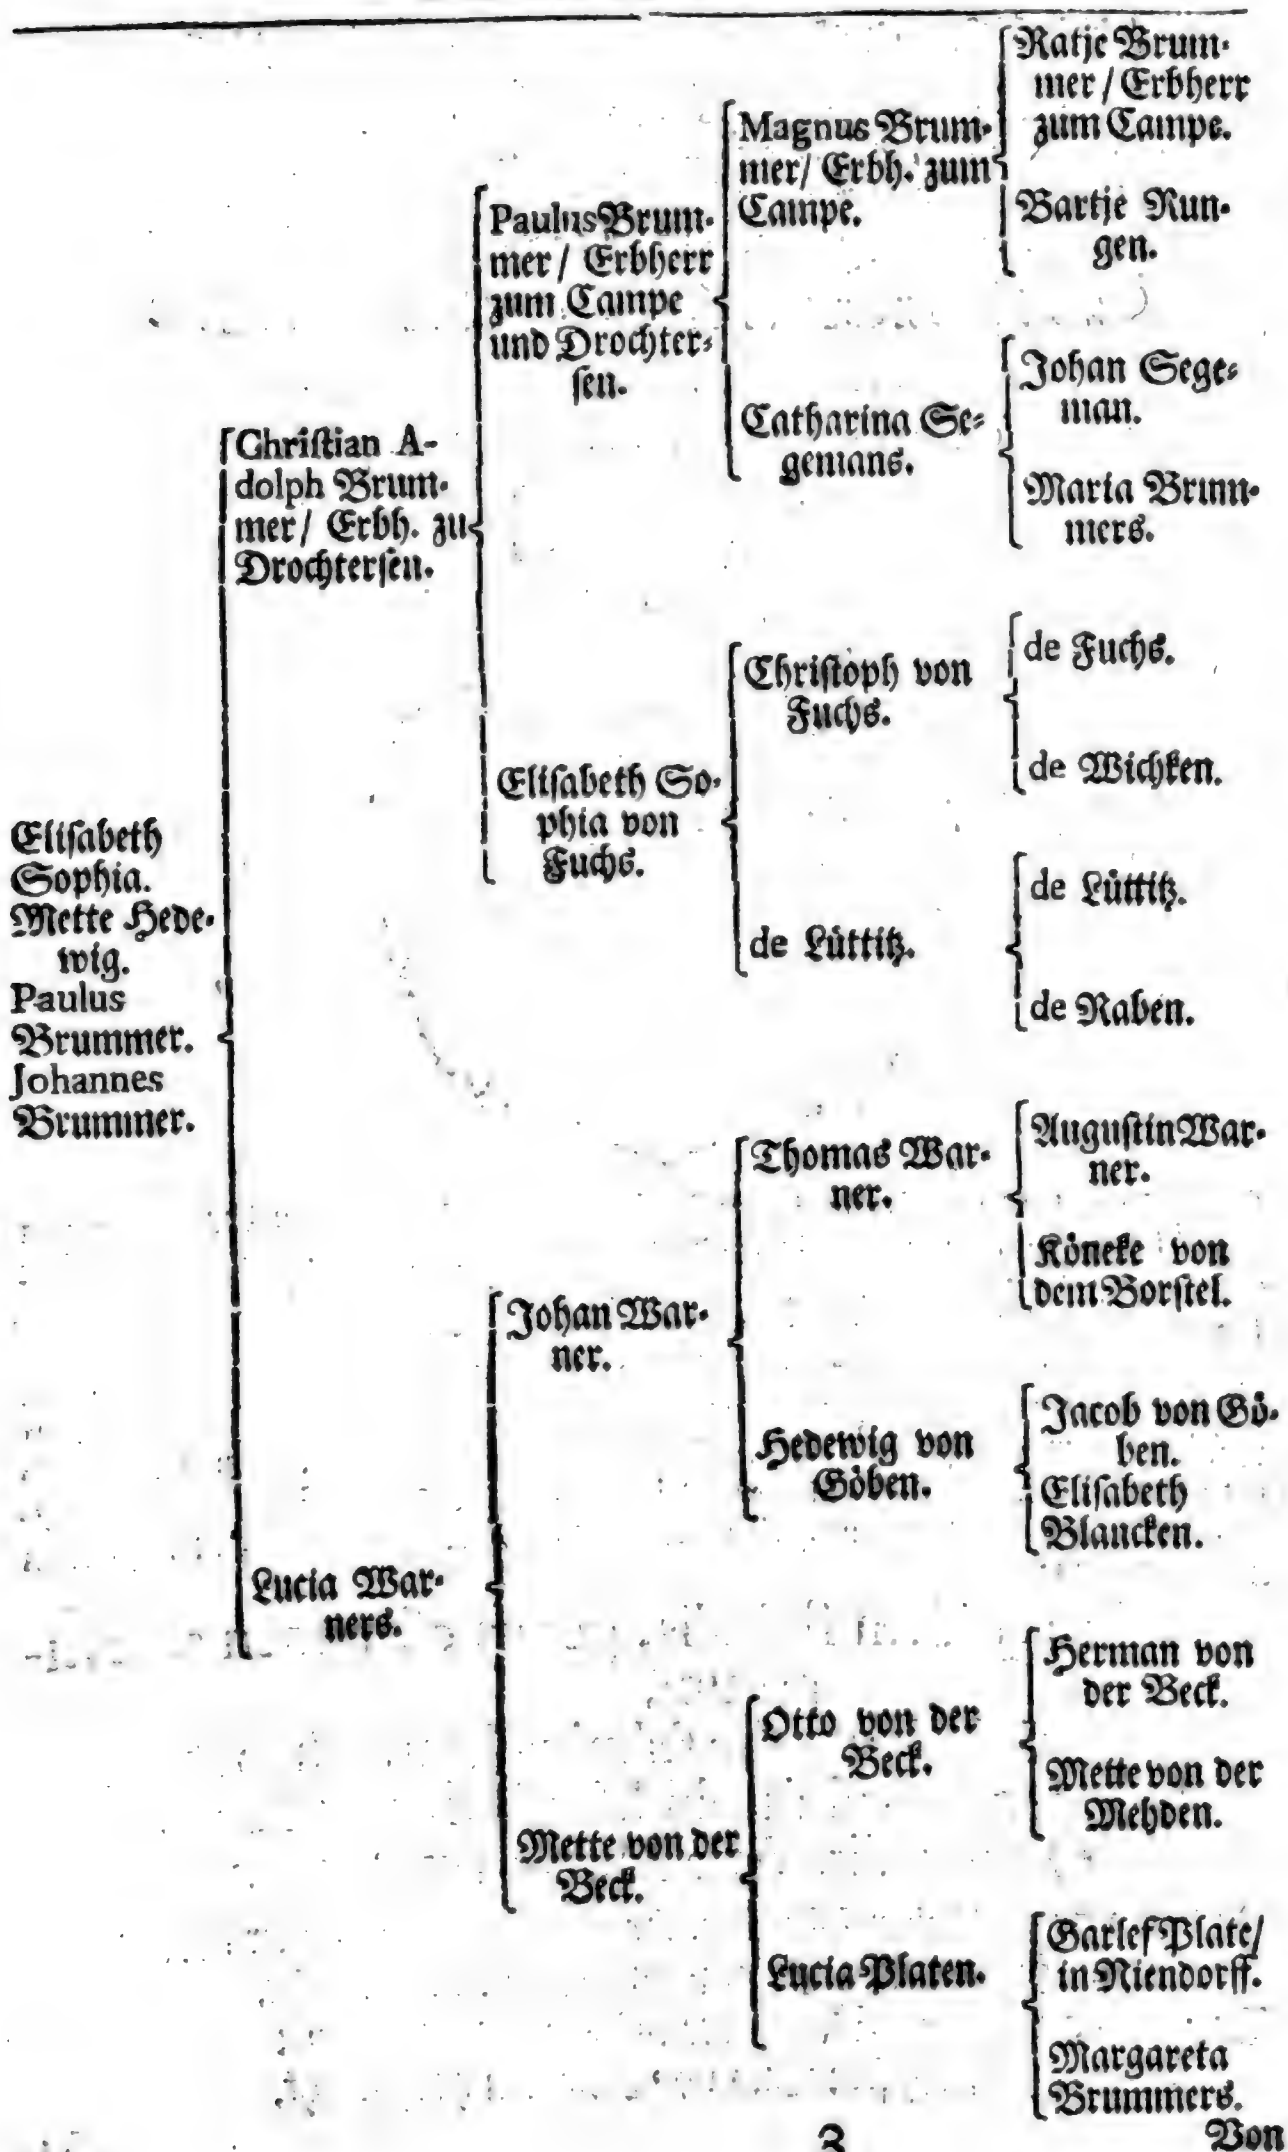 Elisabeth
Sophia.
Mette Hede-
wig.
Paulus
Brummer.
Johannes
Brummer.
Christian A-
dolph Brum-
mer/ Erbh. zu
Drochtersen.
Lucia War-
ners.
Paulus Brum-
mer / Erbherr
zum Campe
und Drochter-
sen.
Elisabeth So-
phia von
Fuchs.
Johan War-
ner.
Mette von der
Beck.
Magnus Brum-
mer/ Erbh. zum
Campe.
Catharina Se-
gemans.
Christoph von
Fuchs.
de Lüttitz.
Thomas War-
ner.
Hedewig von
Göben.
Otto von der
Beck.
Lucia Platen.
Ratje Brum-
mer / Erbherr
zum Campe.
Bartje Run-
gen.
Johan Sege-
man.
Maria Brum-
mers.
de Fuchs.
de Wichken.
de Lüttitz.
de Raben.
Augustin War-
ner.
Köneke von
dem Borstel.
Jacob von Gö-
ben.
Elisabeth
Blancken.
Herman von
der Beck.
Mette von der
Mehden.
Garlef Plate/
in Niendorff.
Margareta
Brummers.
3
Von